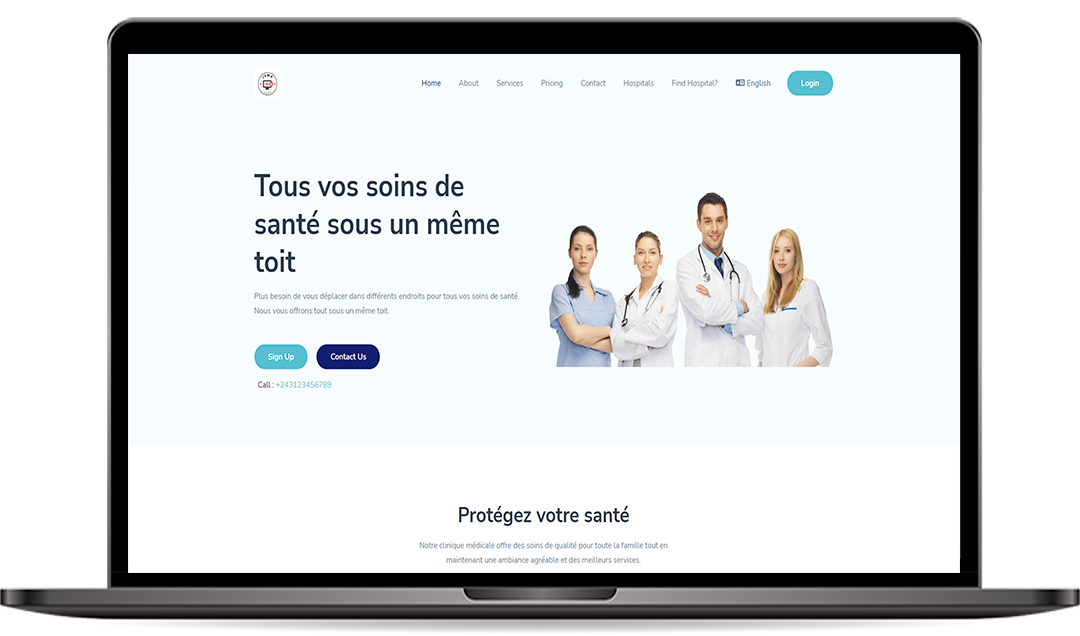 Home About Services Pricing Contact Hospitals Find Hospital? English Login
Tous vos soins de
santé sous un même
toit
Plus besoin de vous déplacer dans différents endroits pour tous vos soins de santé.
Nous vous offrons tout sous un même toit.
Sign Up Contact Us
Call : +243123456789
Protégez votre santé
Notre clinique médicale offre des soins de qualité pour toute la famille tout en
maintenant une ambiance agréable et des meilleurs services.